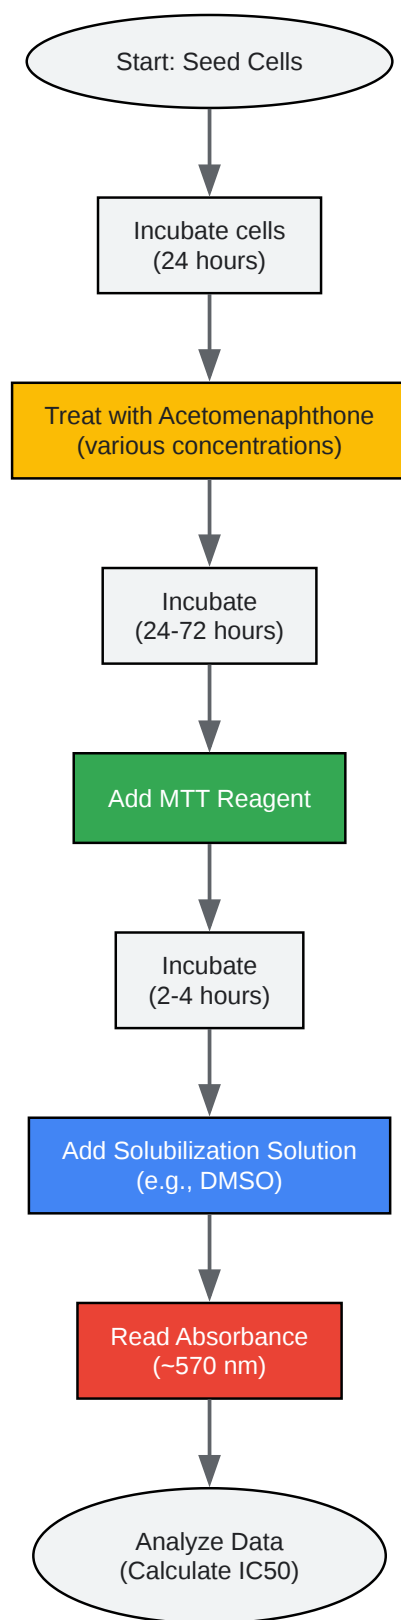 Start: Seed Cells
Incubate cells
(24 hours)
Treat with Acetomenaphthone
(various concentrations)
Incubate
(24-72 hours)
Add MTT Reagent
Incubate
(2-4 hours)
Add Solubilization Solution
(e.g., DMSO)
Read Absorbance
(~570 nm)
Analyze Data
(Calculate IC50)